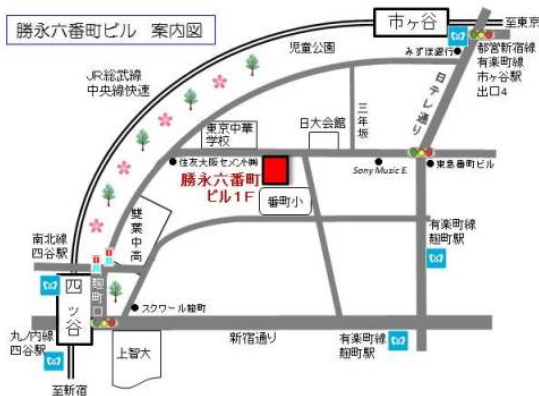 勝永六番町ビル 案内図
市ヶ谷
至東京
児童公園
みずほ銀行
都営新宿線
有楽町線
市ヶ谷駅
出口4
JR総武線
中央線快速
日テレ通り
三年坂
東京中華
学校
日大会館
住友大阪セメント㈱
勝永六番町
ビル1F
Sony Music E.
東急番町ビル
番町小
雙葉中高
南北線
四谷駅
有楽町線
麹町駅
麹町口
四ツ谷
スクワール麹町
丸ノ内線
四谷駅
新宿通り
有楽町線
麹町駅
上智大
至新宿